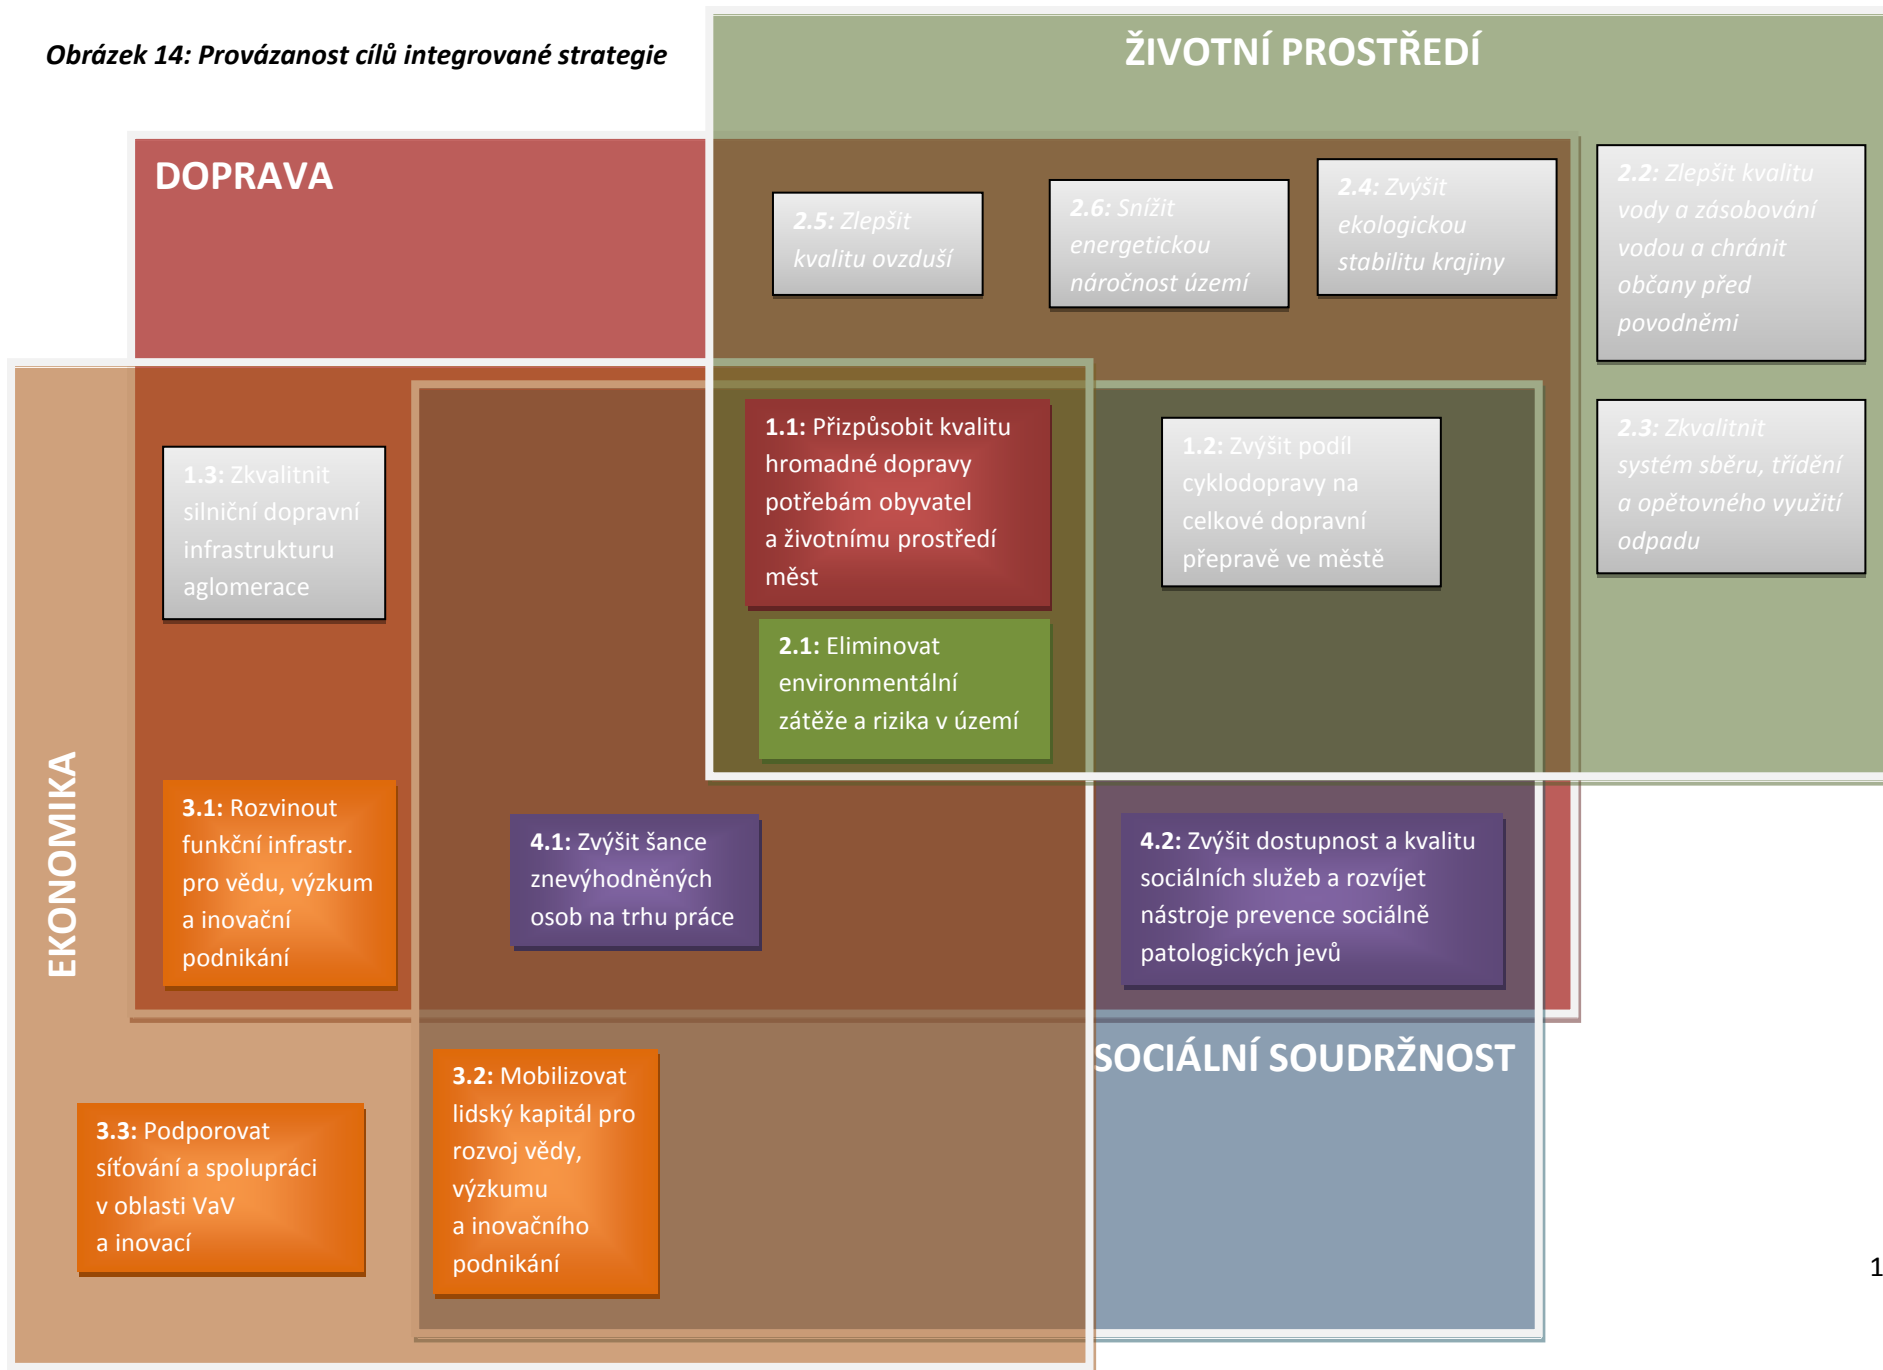 Obrázek 14: Provázanost cílů integrované strategie
ŽIVOTNÍ PROSTŘEDÍ
DOPRAVA
2.5: Zlepšit
kvalitu ovzduší
2.6: Snížit
energetickou
náročnost území
2.4: Zvýšit
ekologickou
stabilitu krajiny
2.2: Zlepšit kvalitu
vody a zásobování
vodou a chránit
občany před
povodněmi
1.3: Zkvalitnit
silniční dopravní
infrastrukturu
aglomerace
1.1: Přizpůsobit kvalitu
hromadné dopravy
potřebám obyvatel
a životnímu prostředí
měst
1.2: Zvýšit podíl
cyklodopravy na
celkové dopravní
přepravě ve městě
2.3: Zkvalitnit
systém sběru, třídění
a opětovného využití
odpadu
2.1: Eliminovat
environmentální
zátěže a rizika v území
EKONOMIKA
3.1: Rozvinout
funkční infrastr.
pro vědu, výzkum
a inovační
podnikání
4.1: Zvýšit šance
znevýhodněných
osob na trhu práce
4.2: Zvýšit dostupnost a kvalitu
sociálních služeb a rozvíjet
nástroje prevence sociálně
patologických jevů
SOCIÁLNÍ SOUDRŽNOST
3.3: Podporovat
síťování a spolupráci
v oblasti VaV
a inovací
3.2: Mobilizovat
lidský kapitál pro
rozvoj vědy,
výzkumu
a inovačního
podnikání
1